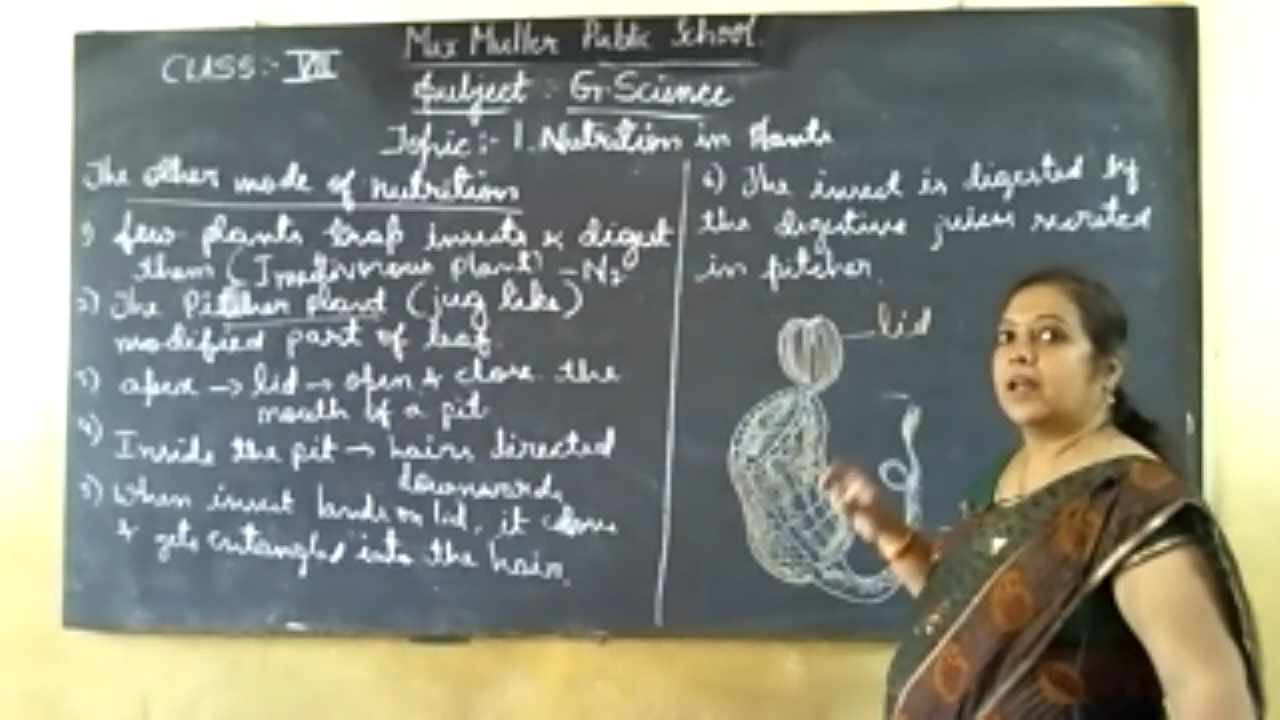 Max Muller Public School.
CLASS:- VII
Subject : G.Science
Topic:- 1. Nutrition in Plants
The other mode of nutrition
1) few plants trap insects & digest
them (Insectivorous plant) - N2
2) The Pitcher plant (jug like)
modified part of leaf.
3) apex → lid → open & close the
mouth of a pit
4) Inside the pit → hairs directed
downwards
5) When insect lands on lid, it close
& gets entangled into the hair.
6) The insect is digested by
the digestive juices secreted
in pitcher.
lid